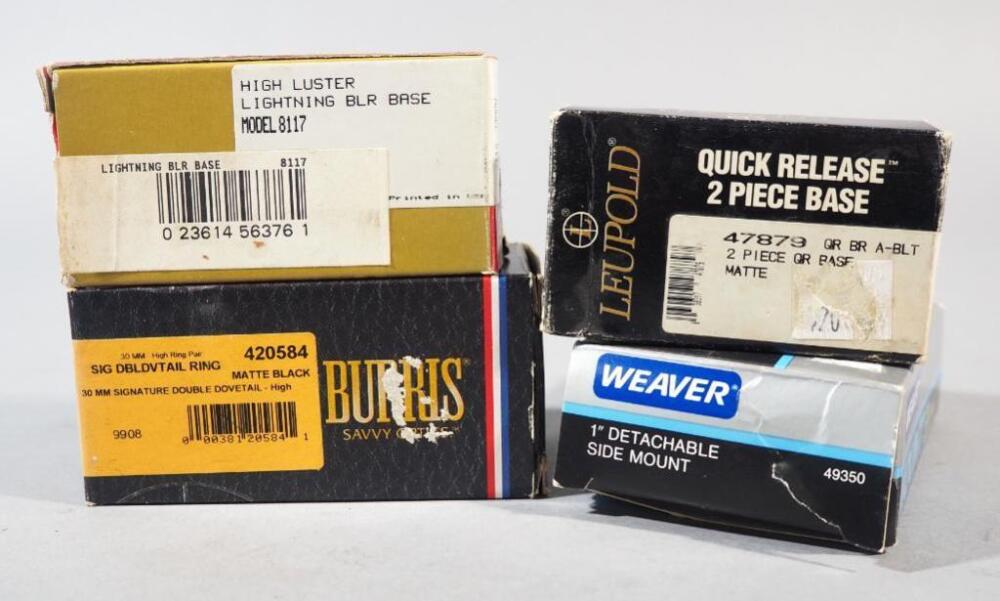 HIGH LUSTER
LIGHTNING BLR BASE
MODEL 8117
LIGHTNING BLR BASE 8117
Printed in
0 23614 56376 1
30 MM High Ring Pair
SIG DBLDVTAIL RING
420584
MATTE BLACK
30 MM SIGNATURE DOUBLE DOVETAIL - High
9908
0 00381 20584 1
BURRIS
SAVVY OPTICS™
LEUPOLD®
L®
QUICK RELEASE™
2 PIECE BASE
47879 QR BR A-BLT
2 PIECE QR BASE
MATTE
WEAVER®
1" DETACHABLE
SIDE MOUNT
49350